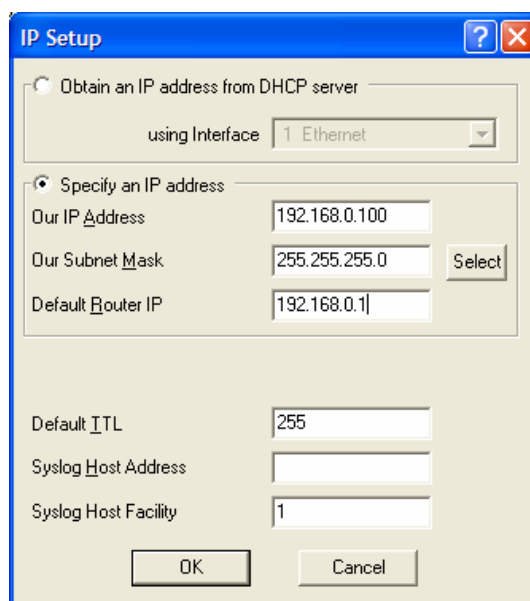 IP Setup
Obtain an IP address from DHCP server
using Interface 1 Ethernet
Specify an IP address
Our IP Address 192.168.0.100
Our Subnet Mask 255.255.255.0 Select
Default Router IP 192.168.0.1
Default TTL 255
Syslog Host Address
Syslog Host Facility 1
OK Cancel